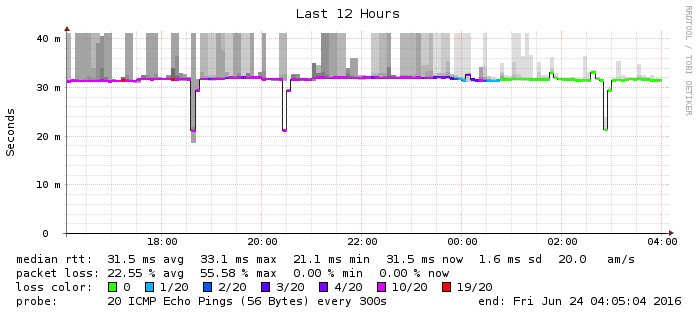 Last 12 Hours
RRDTOOL / TOBI OETIKER
Seconds
40 m
30 m
20 m
10 m
0
18:00 20:00 22:00 00:00 02:00 04:00
median rtt: 31.5 ms avg 33.1 ms max 21.1 ms min 31.5 ms now 1.6 ms sd 20.0 am/s
packet loss: 22.55 % avg 55.58 % max 0.00 % min 0.00 % now
loss color: 0 1/20 2/20 3/20 4/20 10/20 19/20
probe: 20 ICMP Echo Pings (56 Bytes) every 300s end: Fri Jun 24 04:05:04 2016